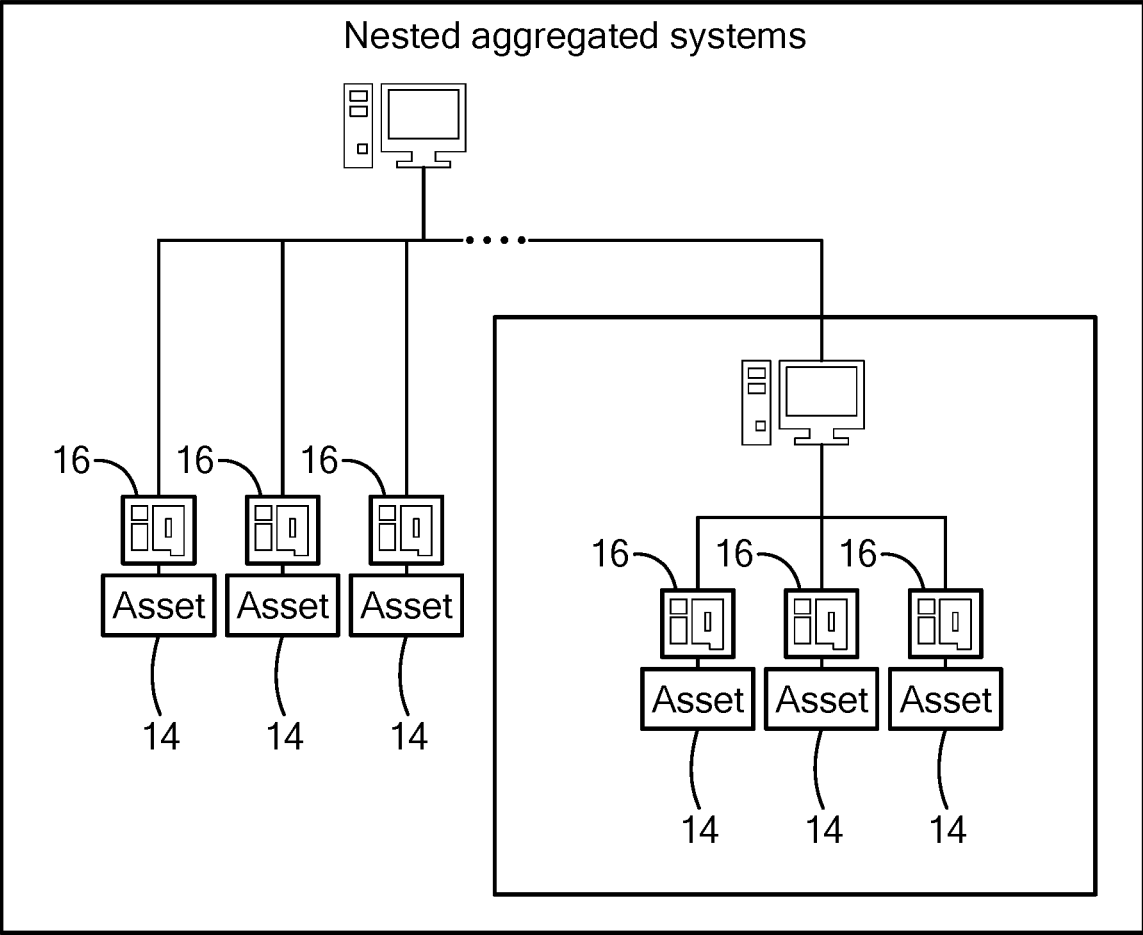 Nested aggregated systems
16 16 16
Asset Asset Asset
14 14 14
16 16 16
Asset Asset Asset
14 14 14